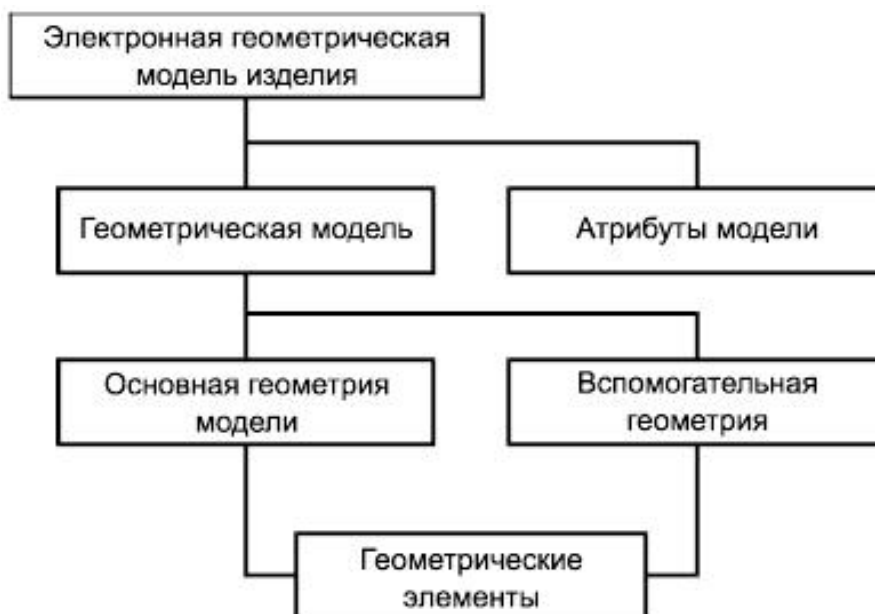 Электронная геометрическая
модель изделия
Геометрическая модель
Атрибуты модели
Основная геометрия
модели
Вспомогательная
геометрия
Геометрические
элементы